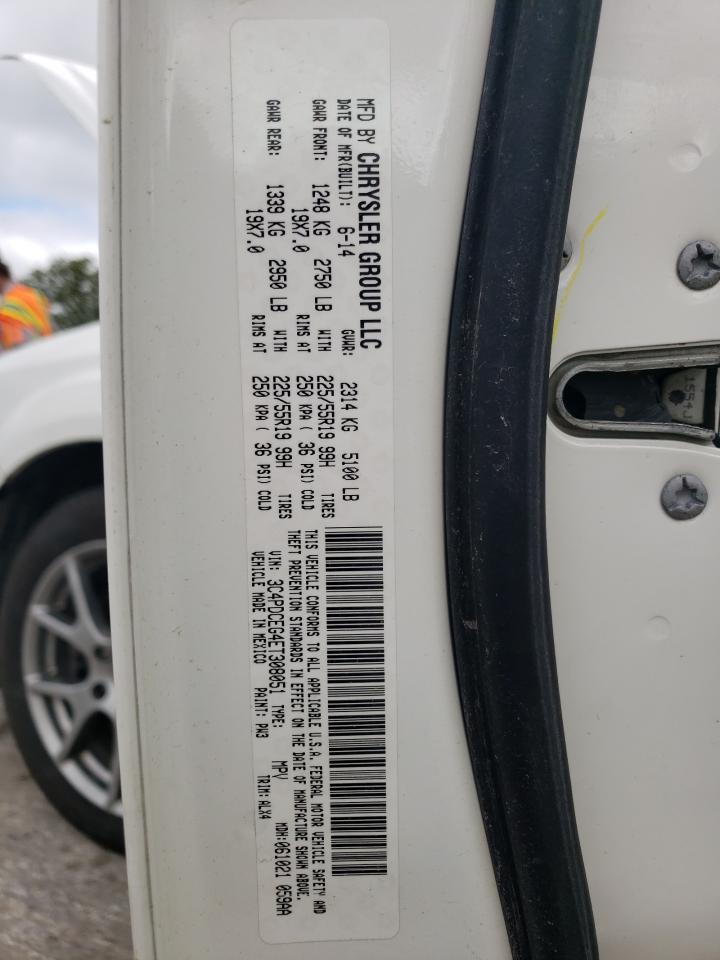 MFD BY CHRYSLER GROUP LLC
DATE OF MFR(BUILT): 6-14 GVWR: 2314 KG 5100 LB
GAWR FRONT: 1248 KG 2750 LB WITH 225/55R19 99H TIRES
19X7.0 RIMS AT 250 KPA ( 36 PSI) COLD
GAWR REAR: 1339 KG 2950 LB WITH 225/55R19 99H TIRES
19X7.0 RIMS AT 250 KPA ( 36 PSI) COLD
THIS VEHICLE CONFORMS TO ALL APPLICABLE U.S.A. FEDERAL MOTOR VEHICLE SAFETY AND
THEFT PREVENTION STANDARDS IN EFFECT ON THE DATE OF MANUFACTURE SHOWN ABOVE.
VIN: 3C4PDCEG4ET308051 TYPE: MPV MDH:061021 059AA
VEHICLE MADE IN MEXICO PAINT: PW3 TRIM:ALX4
1554J